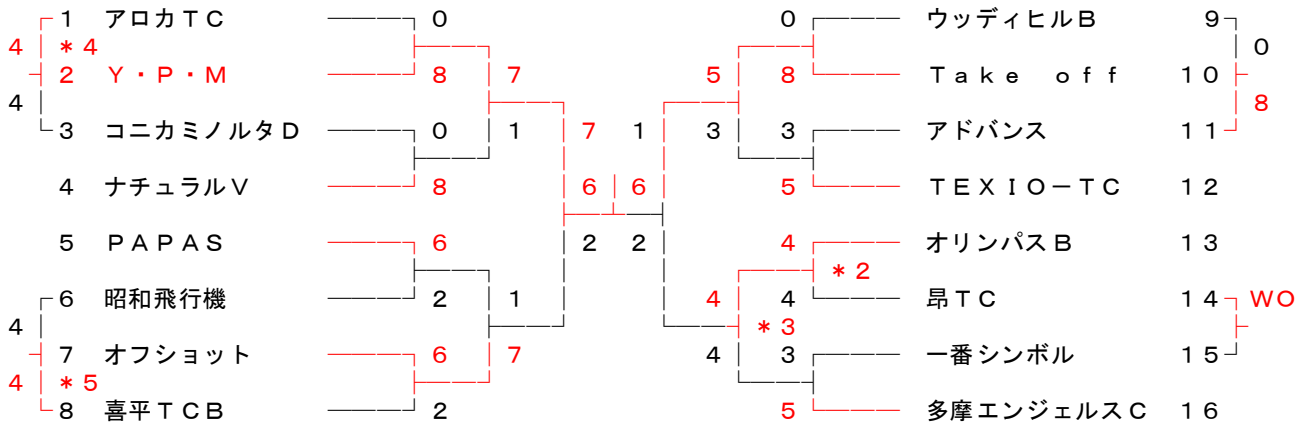 1 アロカＴＣ 0 0 ウッディヒルＢ 9
4 ＊4 0
2 Ｙ・Ｐ・Ｍ 8 7 5 8 Ｔａｋｅ ｏｆｆ 10
4 8
3 コニカミノルタＤ 0 1 7 1 3 3 アドバンス 11
4 ナチュラルＶ 8 6 6 5 ＴＥＸＩＯ－ＴＣ 12
5 ＰＡＰＡＳ 6 2 2 4 オリンパスＢ 13
＊2
6 昭和飛行機 2 1 4 4 昴ＴＣ 14 WO
4 ＊3
7 オフショット 6 7 4 3 一番シンボル 15
4 ＊5
8 喜平ＴＣＢ 2 5 多摩エンジェルスＣ 16